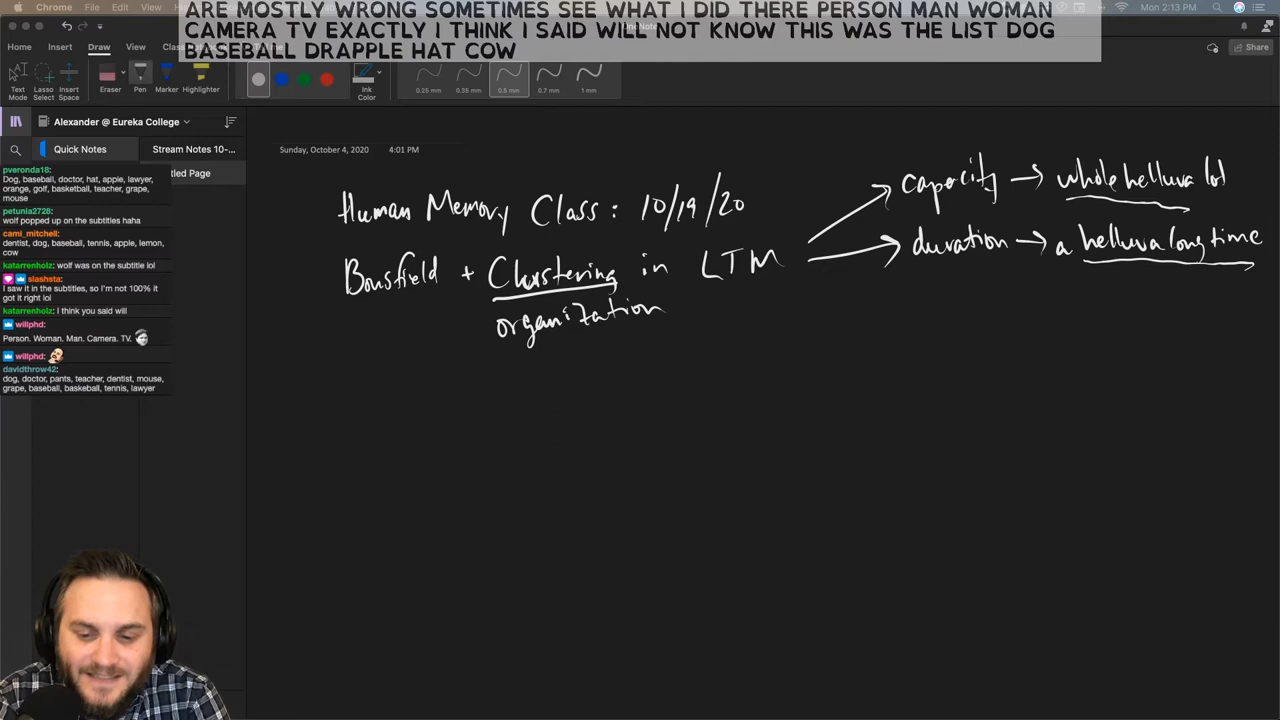 ARE MOSTLY WRONG SOMETIMES SEE WHAT I DID THERE PERSON MAN WOMAN
CAMERA TV EXACTLY I THINK I SAID WILL NOT KNOW THIS WAS THE LIST DOG
BASEBALL DRAPPLE HAT COW
Chrome File Edit View
Mon 2:13 PM
Home Insert Draw
Share
Text Mode
Lasso Select
Insert Space
Eraser
Pen
Marker
Highlighter
Ink Color
0.25 mm
0.35 mm
0.5 mm
0.7 mm
1 mm
Alexander @ Eureka College
Quick Notes
Stream Notes 10-...
tled Page
Sunday, October 4, 2020 4:01 PM
pveronda18:
Dog, baseball, doctor, hat, apple, lawyer,
orange, golf, basketball, teacher, grape,
mouse
petunia2728:
wolf popped up on the subtitles haha
cami_mitchell:
dentist, dog, baseball, tennis, apple, lemon,
cow
katarrenholz: wolf was on the subtitle lol
slashsta:
I saw it in the subtitles, so I'm not 100% it
got it right lol
katarrenholz: I think you said will
willphd:
Person. Woman. Man. Camera. TV.
willphd:
davidthrow42:
dog, doctor, pants, teacher, dentist, mouse,
grape, baseball, baskeball, tennis, lawyer
Human Memory Class: 10/19/20
Bousfield + Clustering in LTM
organization
capacity → whole helluva lot
duration → a helluva long time